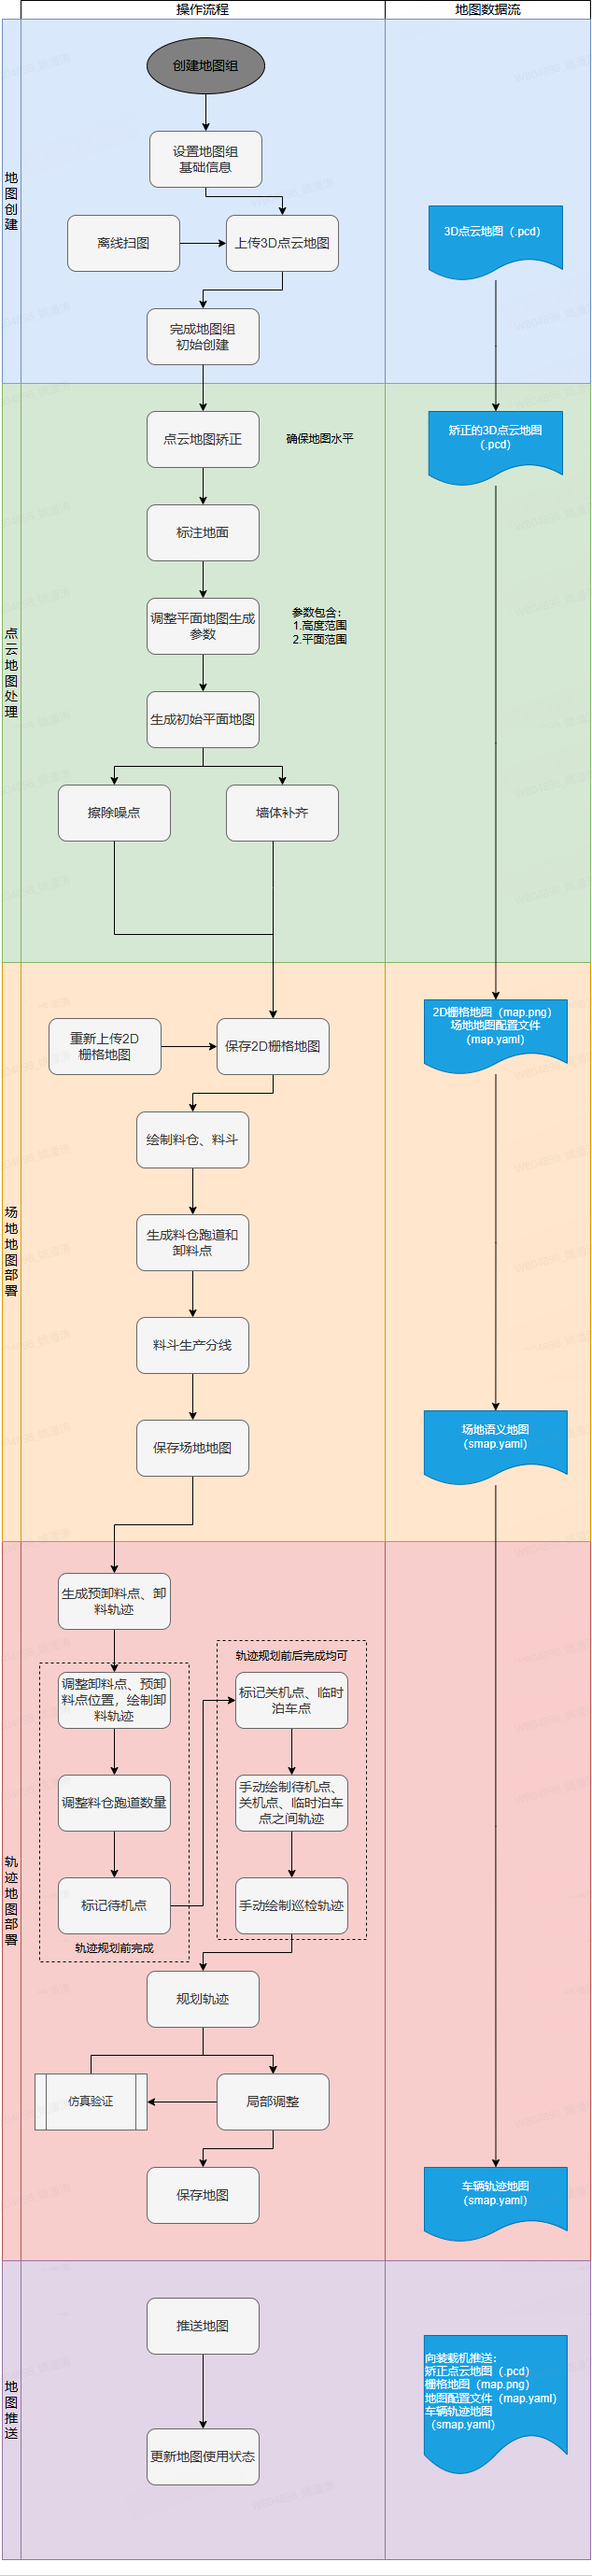 操作流程
地图数据流
地图创建
创建地图组
设置地图组
基础信息
离线扫图
上传3D点云地图
3D点云地图（.pcd）
完成地图组
初始创建
点云地图处理
点云地图矫正
确保地图水平
矫正的3D点云地图
（.pcd）
标注地面
调整平面地图生成
参数
参数包含：
1.高度范围
2.平面范围
生成初始平面地图
擦除噪点
墙体补齐
场地地图部署
重新上传2D
栅格地图
保存2D栅格地图
2D栅格地图（map.png）
场地地图配置文件
（map.yaml）
绘制料仓、料斗
生成料仓跑道和
卸料点
料斗生产分线
保存场地地图
场地语义地图
（smap.yaml）
轨迹地图部署
生成预卸料点、卸
料轨迹
调整卸料点、预卸
料点位置，绘制卸
料轨迹
调整料仓跑道数量
标记待机点
轨迹规划前完成
轨迹规划前后完成均可
标记关机点、临时
泊车点
手动绘制待机点、
关机点、临时泊车
点之间轨迹
手动绘制巡检轨迹
规划轨迹
仿真验证
局部调整
保存地图
车辆轨迹地图
（smap.yaml）
地图推送
推送地图
更新地图使用状态
向装载机推送：
矫正点云地图（.pcd）
栅格地图（map.png）
地图配置文件（map.yaml）
车辆轨迹地图
（smap.yaml）